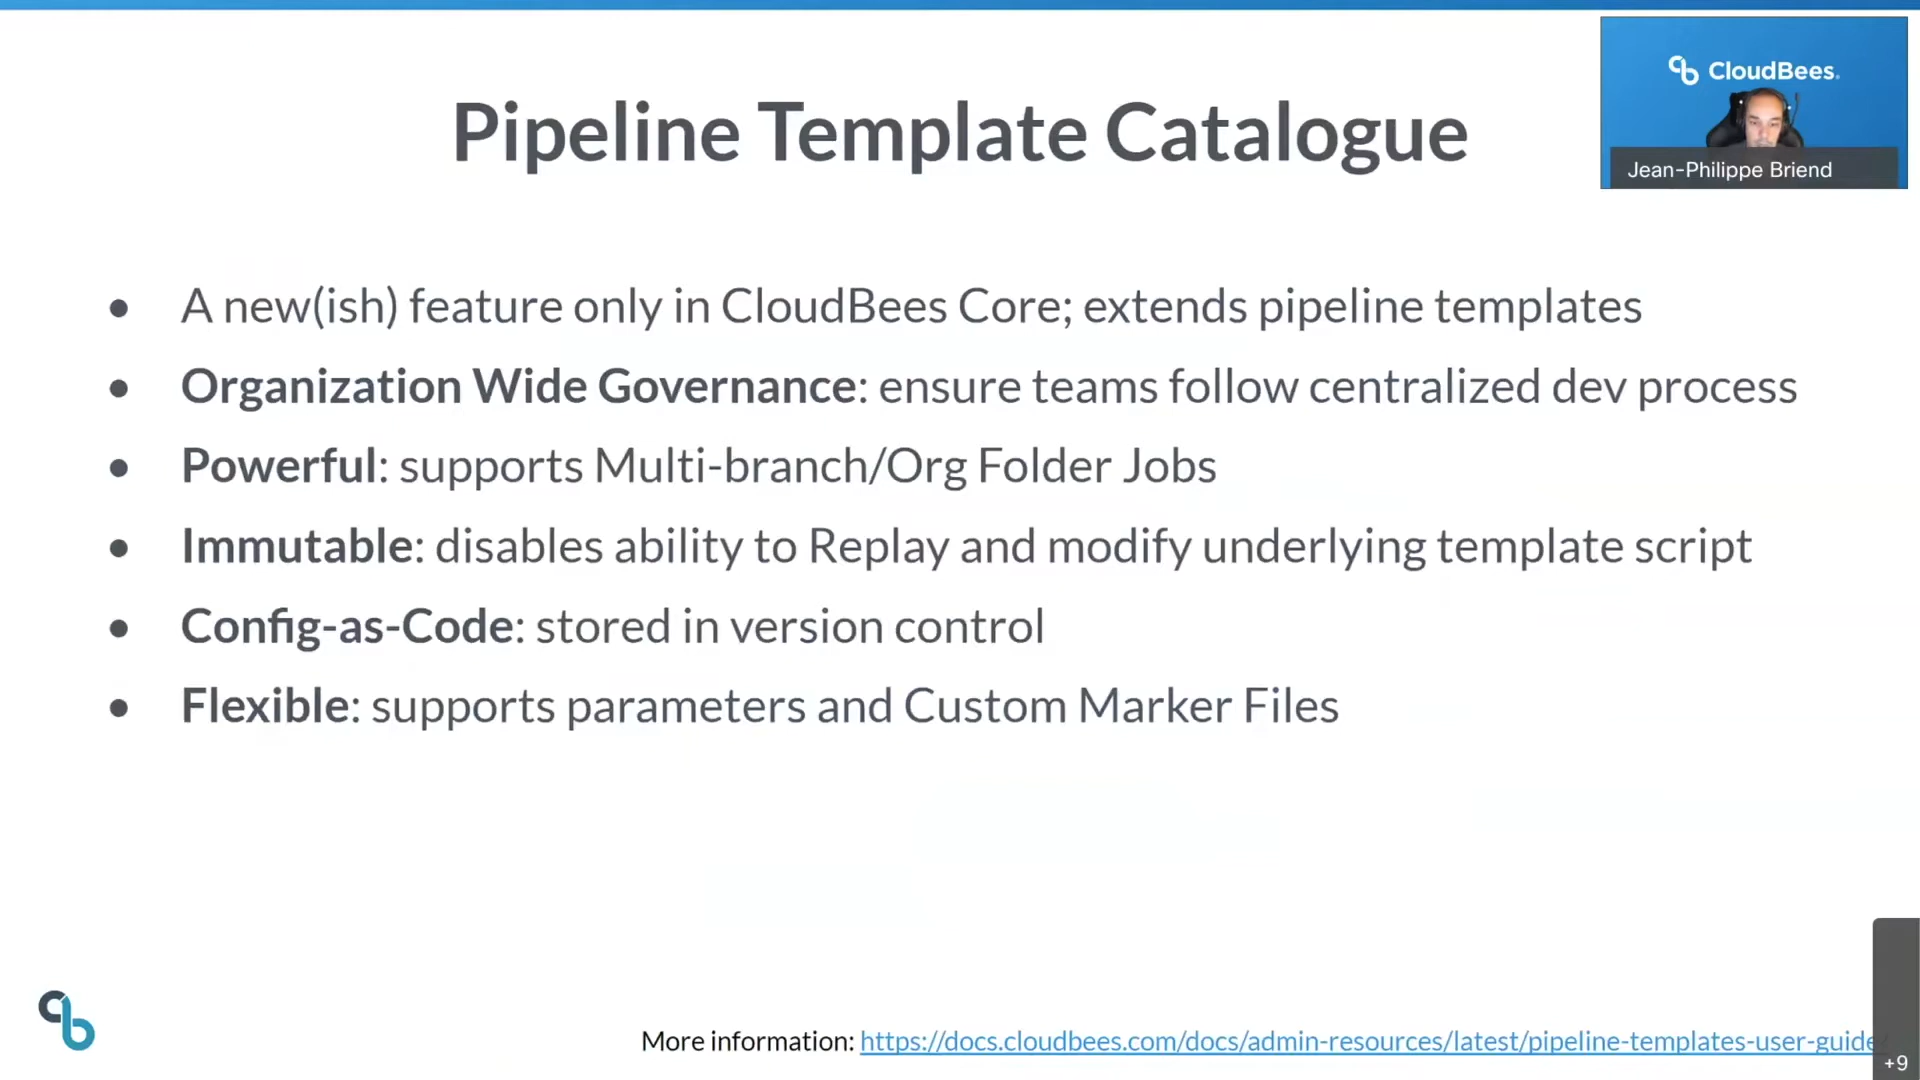 Pipeline Template Catalogue
CloudBees.
Jean-Philippe Briend
● A new(ish) feature only in CloudBees Core; extends pipeline templates
● Organization Wide Governance: ensure teams follow centralized dev process
● Powerful: supports Multi-branch/Org Folder Jobs
● Immutable: disables ability to Replay and modify underlying template script
● Config-as-Code: stored in version control
● Flexible: supports parameters and Custom Marker Files
More information: https://docs.cloudbees.com/docs/admin-resources/latest/pipeline-templates-user-guide/
+9